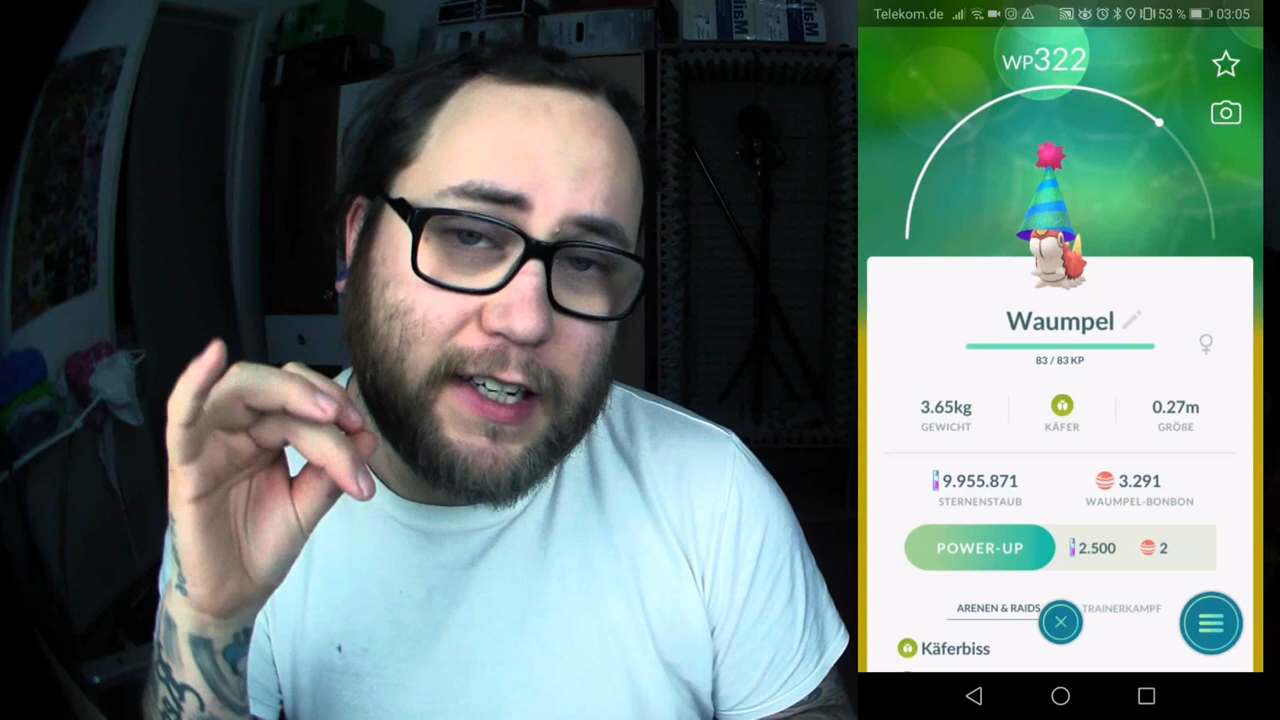 Telekom.de
53 %
03:05
WP322
Waumpel
83 / 83 KP
3.65kg
GEWICHT
KÄFER
0.27m
GRÖßE
9.955.871
STERNENSTAUB
3.291
WAUMPEL-BONBON
POWER-UP
2.500
2
ARENEN & RAIDS
TRAINERKAMPF
Käferbiss